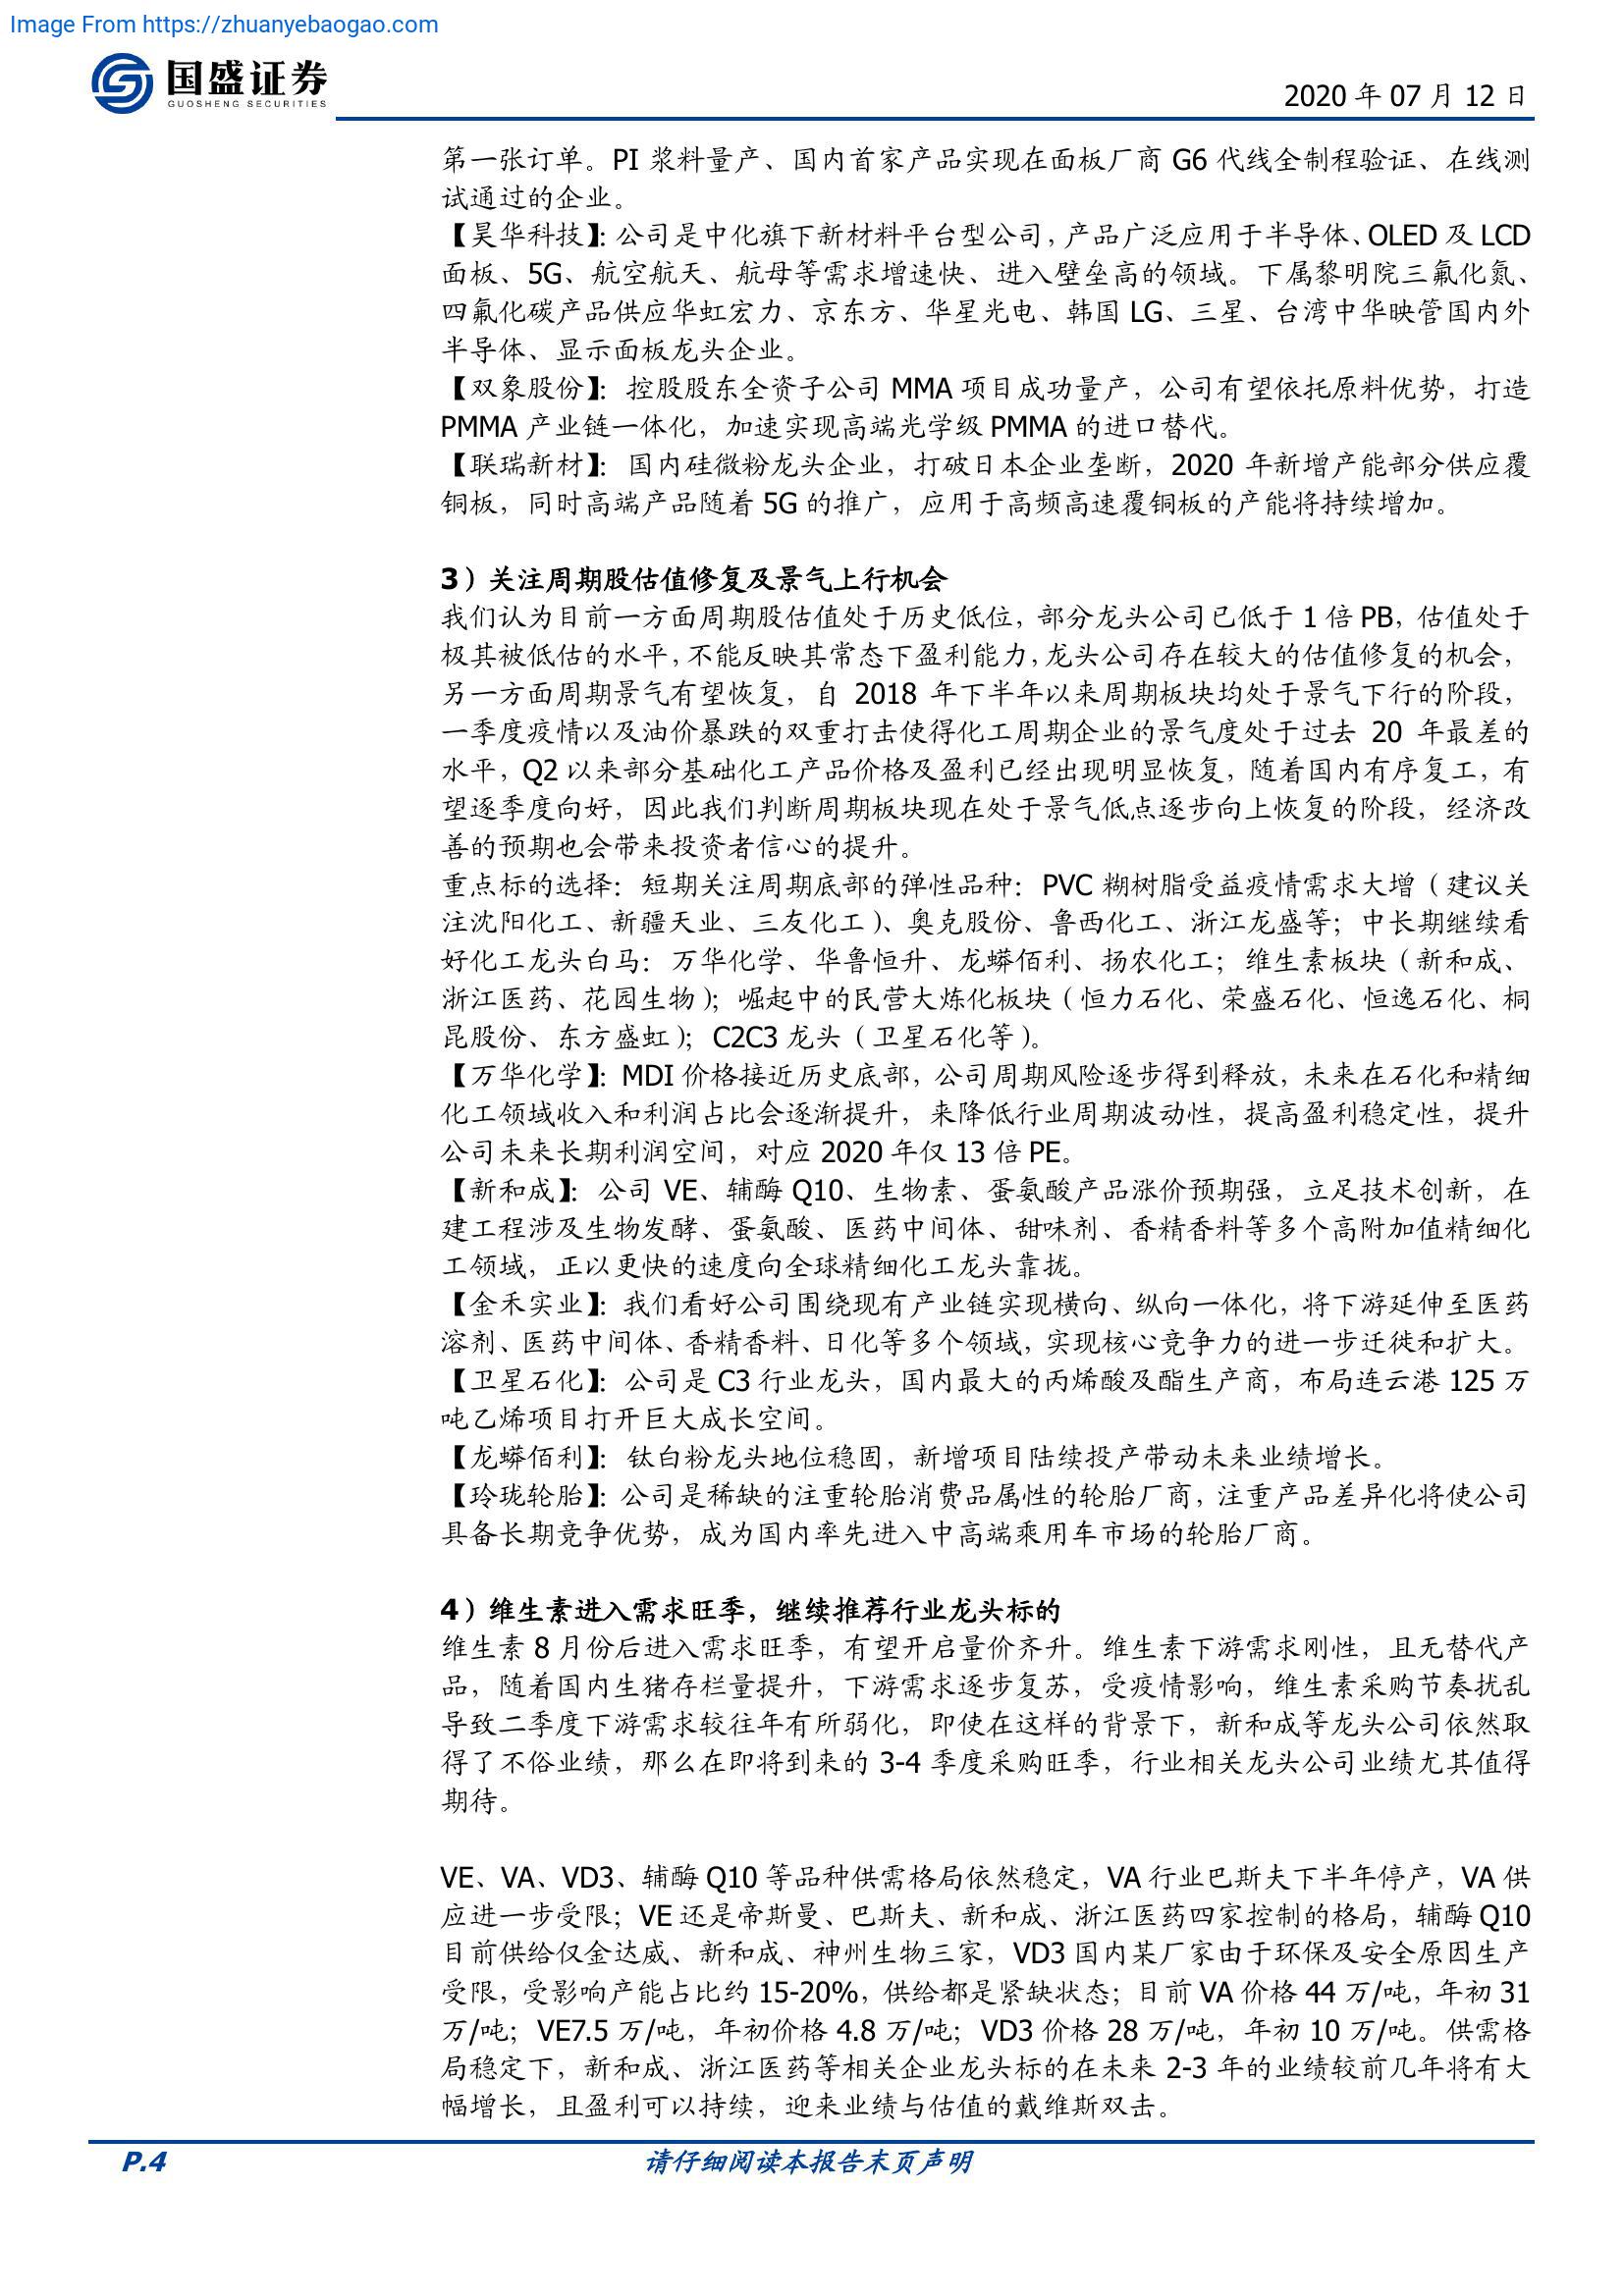 Image From https://zhuanyebaogao.com
国盛证券
GUOSHENG SECURITIES
2020 年 07 月 12 日
第一张订单。PI 浆料量产、国内首家产品实现在面板厂商 G6 代线全制程验证、在线测
试通过的企业。
【昊华科技】：公司是中化旗下新材料平台型公司，产品广泛应用于半导体、OLED 及 LCD
面板、5G、航空航天、航母等需求增速快、进入壁垒高的领域。下属黎明院三氟化氮、
四氟化碳产品供应华虹宏力、京东方、华星光电、韩国 LG、三星、台湾中华映管国内外
半导体、显示面板龙头企业。
【双象股份】：控股股东全资子公司 MMA 项目成功量产，公司有望依托原料优势，打造
PMMA 产业链一体化，加速实现高端光学级 PMMA 的进口替代。
【联瑞新材】：国内硅微粉龙头企业，打破日本企业垄断，2020 年新增产能部分供应覆
铜板，同时高端产品随着 5G 的推广，应用于高频高速覆铜板的产能将持续增加。
3）关注周期股估值修复及景气上行机会
我们认为目前一方面周期股估值处于历史低位，部分龙头公司已低于 1 倍 PB，估值处于
极其被低估的水平，不能反映其常态下盈利能力，龙头公司存在较大的估值修复的机会，
另一方面周期景气有望恢复，自 2018 年下半年以来周期板块均处于景气下行的阶段，
一季度疫情以及油价暴跌的双重打击使得化工周期企业的景气度处于过去 20 年最差的
水平，Q2 以来部分基础化工产品价格及盈利已经出现明显恢复，随着国内有序复工，有
望逐季度向好，因此我们判断周期板块现在处于景气低点逐步向上恢复的阶段，经济改
善的预期也会带来投资者信心的提升。
重点标的选择：短期关注周期底部的弹性品种：PVC 糊树脂受益疫情需求大增（建议关
注沈阳化工、新疆天业、三友化工）、奥克股份、鲁西化工、浙江龙盛等；中长期继续看
好化工龙头白马：万华化学、华鲁恒升、龙蟒佰利、扬农化工；维生素板块（新和成、
浙江医药、花园生物）；崛起中的民营大炼化板块（恒力石化、荣盛石化、恒逸石化、桐
昆股份、东方盛虹）；C2C3 龙头（卫星石化等）。
【万华化学】：MDI 价格接近历史底部，公司周期风险逐步得到释放，未来在石化和精细
化工领域收入和利润占比会逐渐提升，来降低行业周期波动性，提高盈利稳定性，提升
公司未来长期利润空间，对应 2020 年仅 13 倍 PE。
【新和成】：公司 VE、辅酶 Q10、生物素、蛋氨酸产品涨价预期强，立足技术创新，在
建工程涉及生物发酵、蛋氨酸、医药中间体、甜味剂、香精香料等多个高附加值精细化
工领域，正以更快的速度向全球精细化工龙头靠拢。
【金禾实业】：我们看好公司围绕现有产业链实现横向、纵向一体化，将下游延伸至医药
溶剂、医药中间体、香精香料、日化等多个领域，实现核心竞争力的进一步迁徙和扩大。
【卫星石化】：公司是 C3 行业龙头，国内最大的丙烯酸及酯生产商，布局连云港 125 万
吨乙烯项目打开巨大成长空间。
【龙蟒佰利】：钛白粉龙头地位稳固，新增项目陆续投产带动未来业绩增长。
【玲珑轮胎】：公司是稀缺的注重轮胎消费品属性的轮胎厂商，注重产品差异化将使公司
具备长期竞争优势，成为国内率先进入中高端乘用车市场的轮胎厂商。
4）维生素进入需求旺季，继续推荐行业龙头标的
维生素 8 月份后进入需求旺季，有望开启量价齐升。维生素下游需求刚性，且无替代产
品，随着国内生猪存栏量提升，下游需求逐步复苏，受疫情影响，维生素采购节奏扰乱
导致二季度下游需求较往年有所弱化，即使在这样的背景下，新和成等龙头公司依然取
得了不俗业绩，那么在即将到来的 3-4 季度采购旺季，行业相关龙头公司业绩尤其值得
期待。
VE、VA、VD3、辅酶 Q10 等品种供需格局依然稳定，VA 行业巴斯夫下半年停产，VA 供
应进一步受限；VE 还是帝斯曼、巴斯夫、新和成、浙江医药四家控制的格局，辅酶 Q10
目前供给仅金达威、新和成、神州生物三家，VD3 国内某厂家由于环保及安全原因生产
受限，受影响产能占比约 15-20%，供给都是紧缺状态；目前 VA 价格 44 万/吨，年初 31
万/吨；VE7.5 万/吨，年初价格 4.8 万/吨；VD3 价格 28 万/吨，年初 10 万/吨。供需格
局稳定下，新和成、浙江医药等相关企业龙头标的在未来 2-3 年的业绩较前几年将有大
幅增长，且盈利可以持续，迎来业绩与估值的戴维斯双击。
P.4
请仔细阅读本报告末页声明